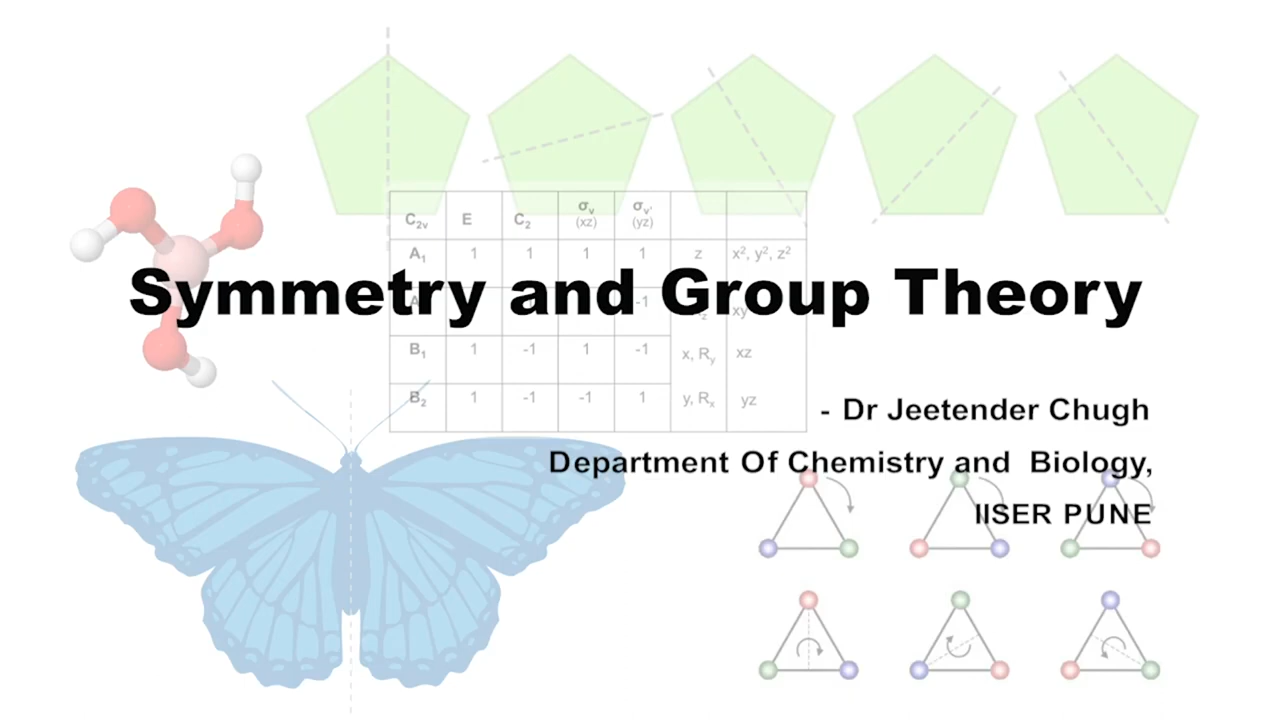 C2v E C2 σv (xz) σv' (yz)
A1 1 1 1 1 z x², y², z²
Symmetry and Group Theory
A -1 z xy
B1 1 -1 1 -1 x, Ry xz
B2 1 -1 -1 1 y, Rx yz
- Dr Jeetender Chugh
Department Of Chemistry and Biology,
IISER PUNE